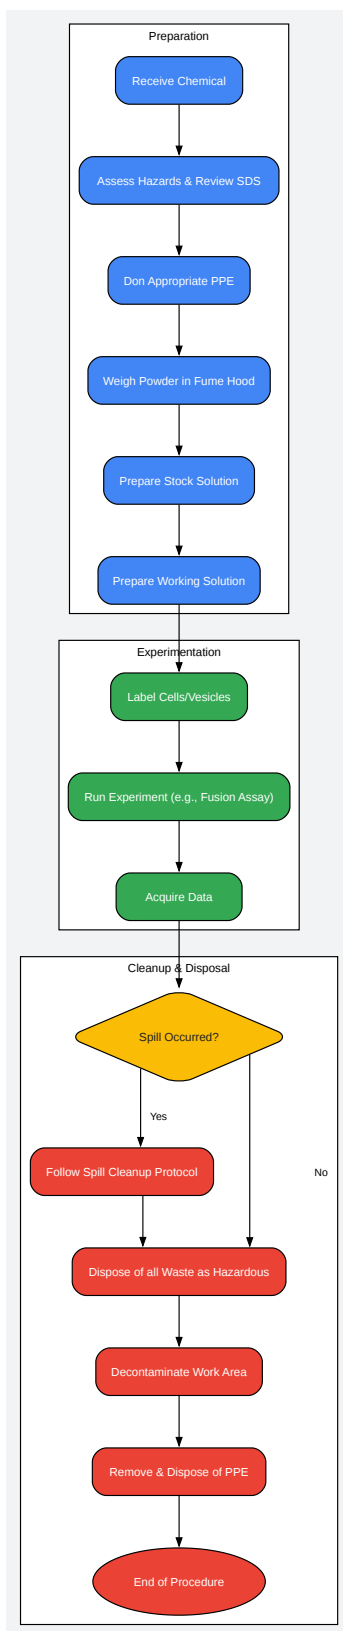 Preparation
Receive Chemical
Assess Hazards & Review SDS
Don Appropriate PPE
Weigh Powder in Fume Hood
Prepare Stock Solution
Prepare Working Solution
Experimentation
Label Cells/Vesicles
Run Experiment (e.g., Fusion Assay)
Acquire Data
Cleanup & Disposal
Spill Occurred?
Yes
Follow Spill Cleanup Protocol
No
Dispose of all Waste as Hazardous
Decontaminate Work Area
Remove & Dispose of PPE
End of Procedure